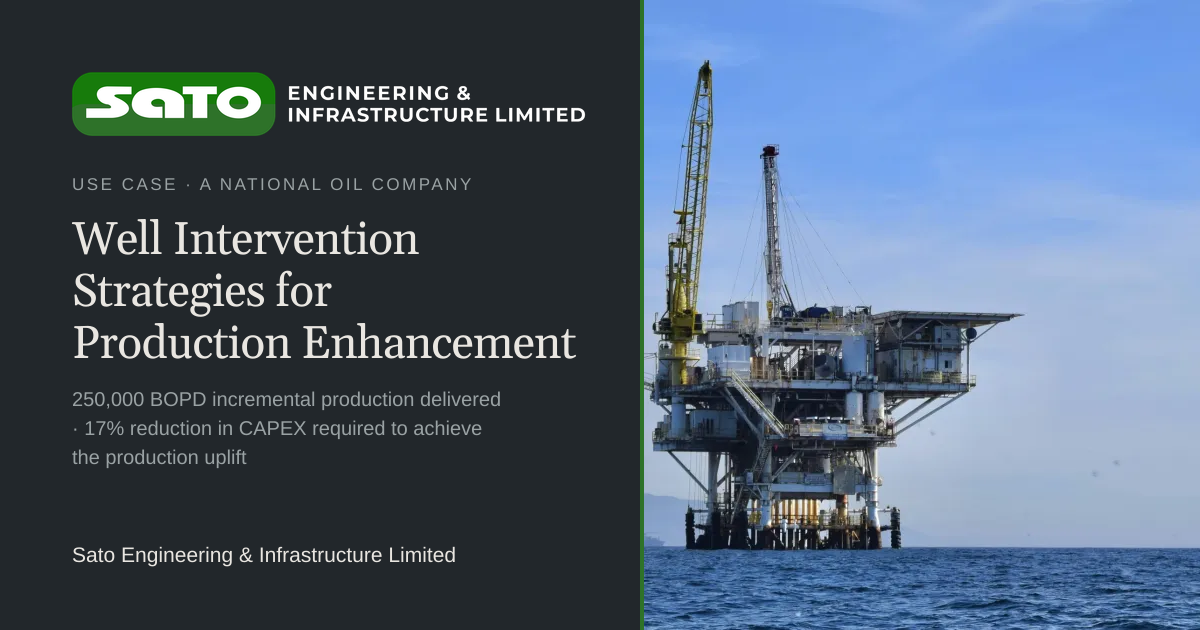 SATO
ENGINEERING &
INFRASTRUCTURE LIMITED
USE CASE · A NATIONAL OIL COMPANY
Well Intervention
Strategies for
Production Enhancement
250,000 BOPD incremental production delivered
· 17% reduction in CAPEX required to achieve
the production uplift
Sato Engineering & Infrastructure Limited